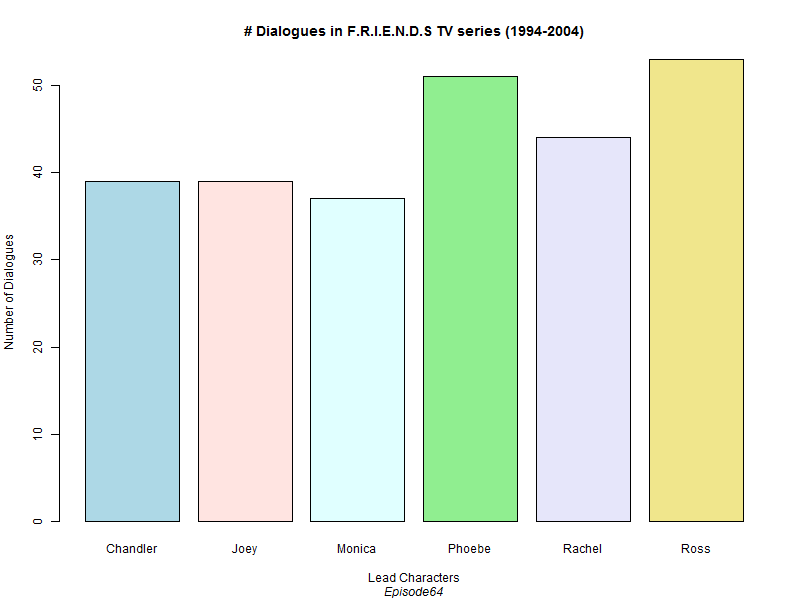 # Dialogues in F.R.I.E.N.D.S TV series (1994-2004)
Number of Dialogues
50
40
30
20
10
0
Chandler Joey Monica Phoebe Rachel Ross
Lead Characters
Episode64